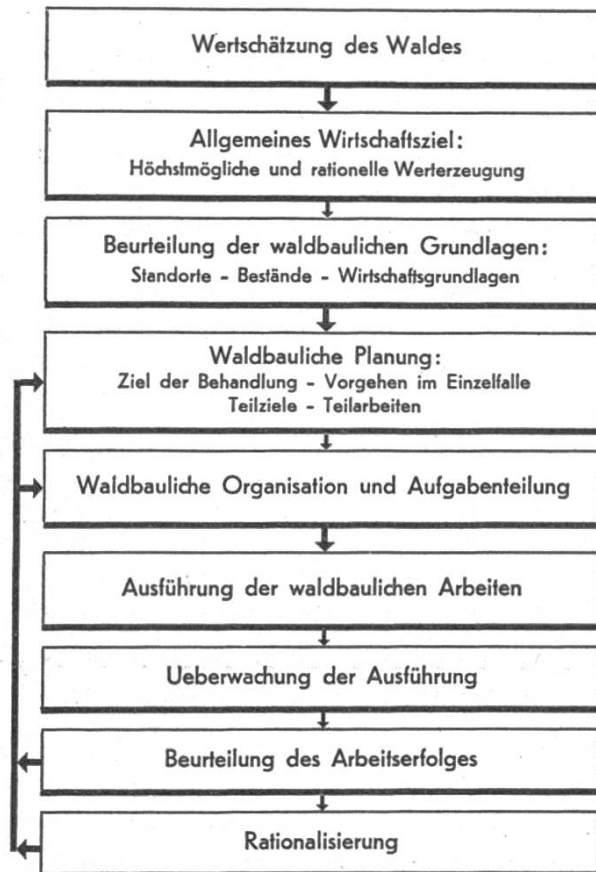 Wertschätzung des Waldes
Allgemeines Wirtschaftsziel:
Höchstmögliche und rationelle Werterzeugung
Beurteilung der waldbaulichen Grundlagen:
Standorte - Bestände - Wirtschaftsgrundlagen
Waldbauliche Planung:
Ziel der Behandlung - Vorgehen im Einzelfalle
Teilziele - Teilarbeiten
Waldbauliche Organisation und Aufgabenteilung
Ausführung der waldbaulichen Arbeiten
Ueberwachung der Ausführung
Beurteilung des Arbeitserfolges
Rationalisierung